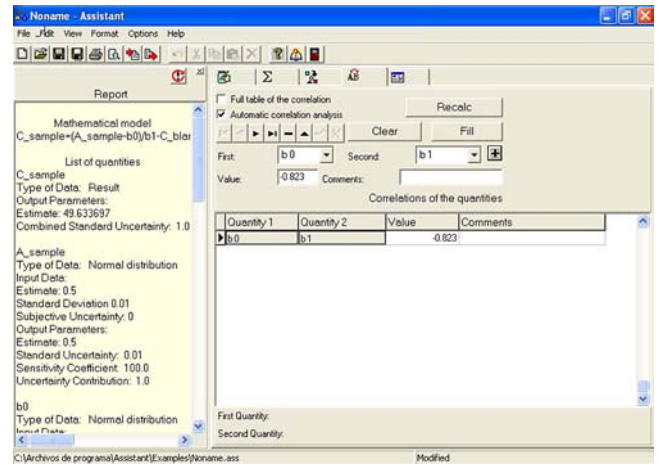 Noname - Assistant
File Edit View Format Options Help
Report
Mathematical model
C_sample=(A_sample-b0)/b1-C_blar
List of quantities
C_sample
Type of Data: Result
Output Parameters:
Estimate: 49.633697
Combined Standard Uncertainty: 1.0
A_sample
Type of Data: Normal distribution
Input Data:
Estimate: 0.5
Standard Deviation 0.01
Subjective Uncertainty: 0
Output Parameters:
Estimate: 0.5
Standard Uncertainty: 0.01
Sensitivity Coefficient: 100.0
Uncertainty Contribution: 1.0
b0
Type of Data: Normal distribution
Input Data:
Full table of the correlation
Automatic correlation analysis
Recalc
Clear
Fill
First: b0 Second: b1
Value: -0.823 Comments:
Correlations of the quantities
Quantity 1 Quantity 2 Value Comments
b0 b1 -0.823
First Quantity:
Second Quantity:
C:\Archivos de programa\Assistant\Examples\Noname.ass Modified